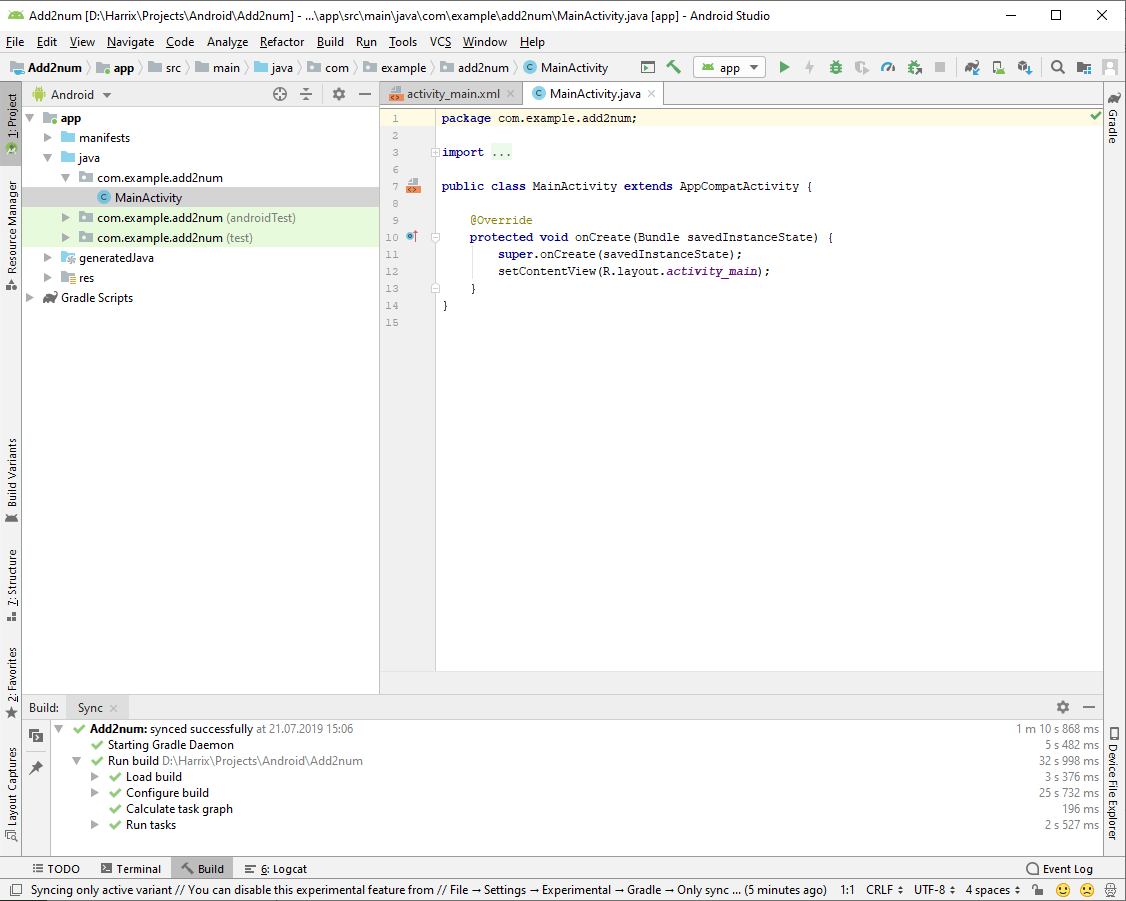 Add2num [D:\Harrix\Projects\Android\Add2num] - ...\app\src\main\java\com\example\add2num\MainActivity.java [app] - Android Studio
File Edit View Navigate Code Analyze Refactor Build Run Tools VCS Window Help
Add2num app src main java com example add2num MainActivity app
1: Project
Resource Manager
Build Variants
7: Structure
2: Favorites
Layout Captures
Android
app
manifests
java
com.example.add2num
MainActivity
com.example.add2num (androidTest)
com.example.add2num (test)
generatedJava
res
Gradle Scripts
activity_main.xml MainActivity.java
1 package com.example.add2num;
2
3 import ...
6
7 public class MainActivity extends AppCompatActivity {
8
9 @Override
10 protected void onCreate(Bundle savedInstanceState) {
11 super.onCreate(savedInstanceState);
12 setContentView(R.layout.activity_main);
13 }
14 }
15
Gradle
Device File Explorer
Build: Sync
Add2num: synced successfully at 21.07.2019 15:06 1 m 10 s 868 ms
Starting Gradle Daemon 5 s 482 ms
Run build D:\Harrix\Projects\Android\Add2num 32 s 998 ms
Load build 3 s 376 ms
Configure build 25 s 732 ms
Calculate task graph 196 ms
Run tasks 2 s 527 ms
TODO Terminal Build 6: Logcat Event Log
Syncing only active variant // You can disable this experimental feature from // File → Settings → Experimental → Gradle → Only sync ... (5 minutes ago) 1:1 CRLF UTF-8 4 spaces